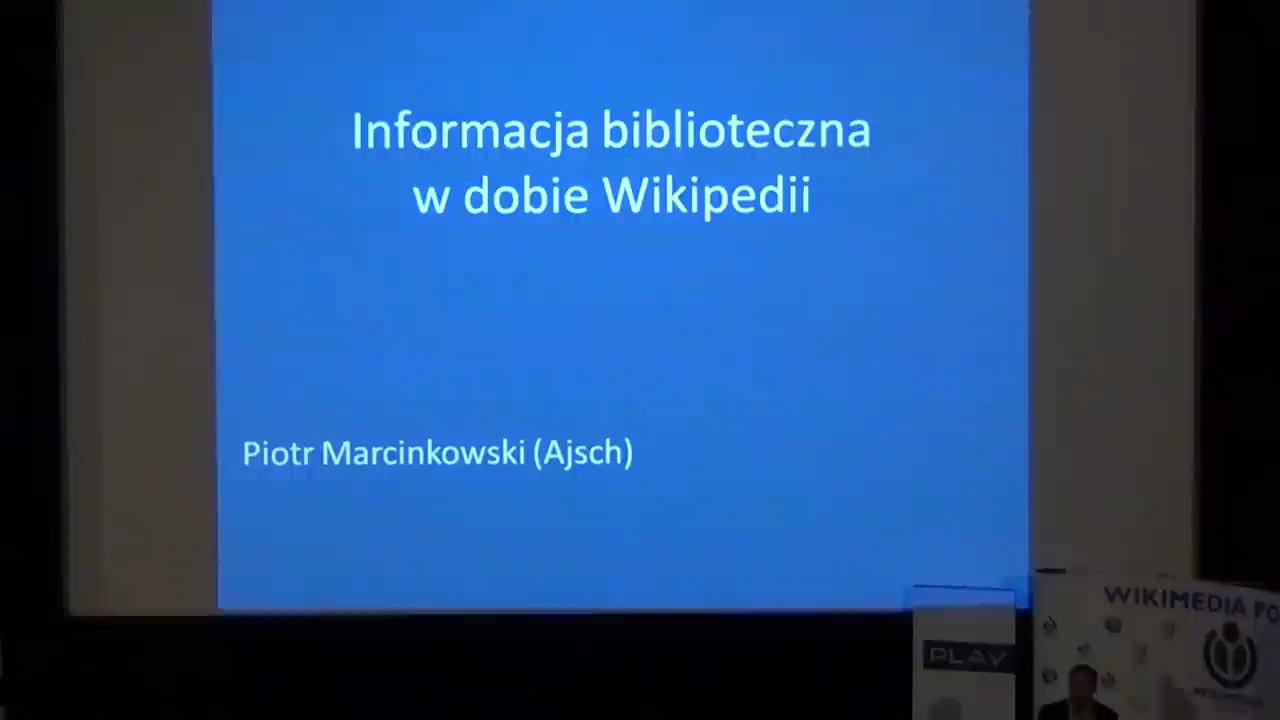 Informacja biblioteczna
w dobie Wikipedii
Piotr Marcinkowski (Ajsch)
WIKIMEDIA PO
PLAY